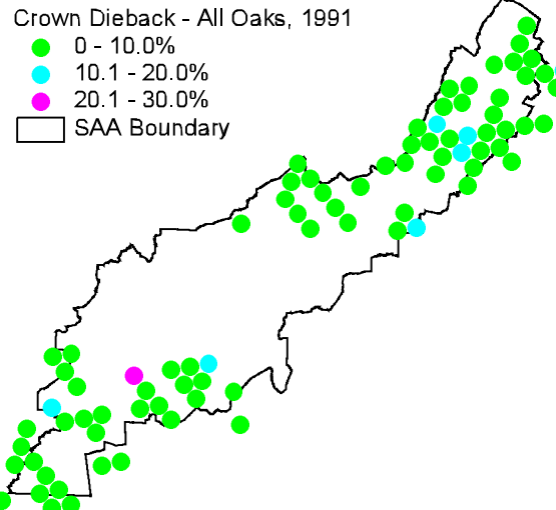 Crown Dieback - All Oaks, 1991
0 - 10.0%
10.1 - 20.0%
20.1 - 30.0%
SAA Boundary